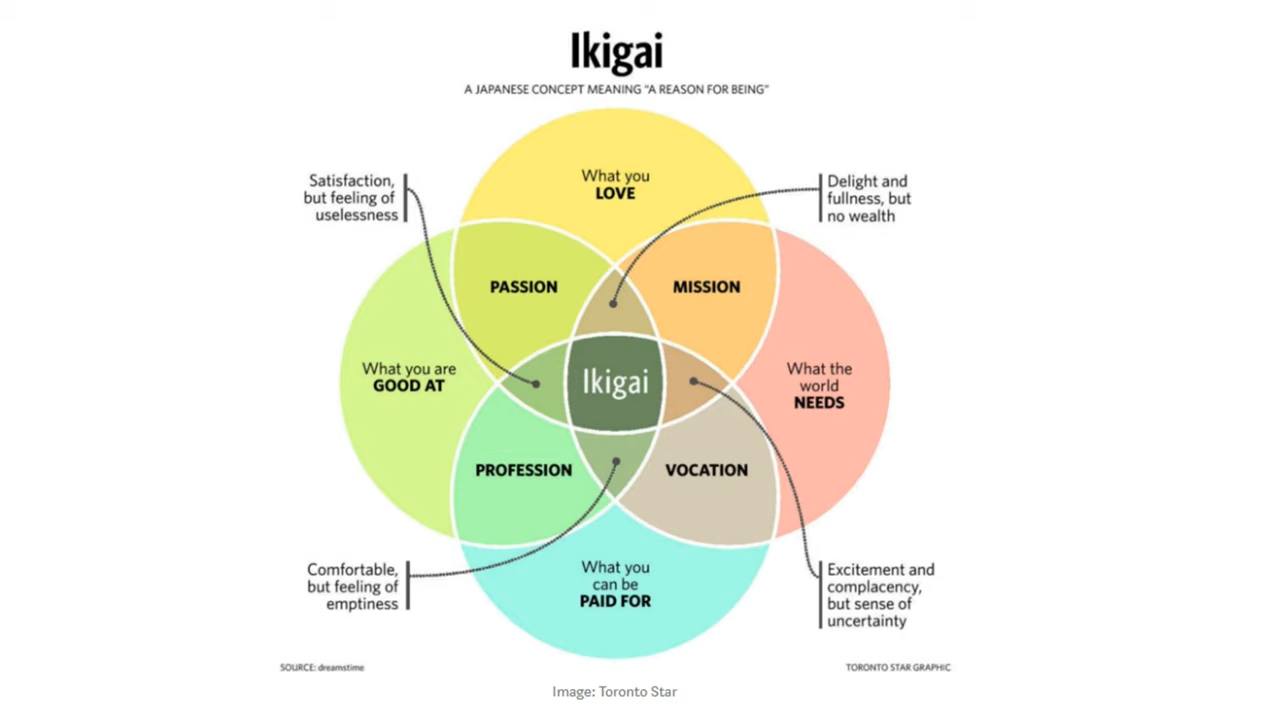 Ikigai
A JAPANESE CONCEPT MEANING "A REASON FOR BEING"
What you
LOVE
Satisfaction,
but feeling of
uselessness
Delight and
fullness, but
no wealth
PASSION
MISSION
What you are
GOOD AT
Ikigai
What the
world
NEEDS
PROFESSION
VOCATION
Comfortable,
but feeling of
emptiness
What you
can be
PAID FOR
Excitement and
complacency,
but sense of
uncertainty
SOURCE: dreamstime
TORONTO STAR GRAPHIC
Image: Toronto Star